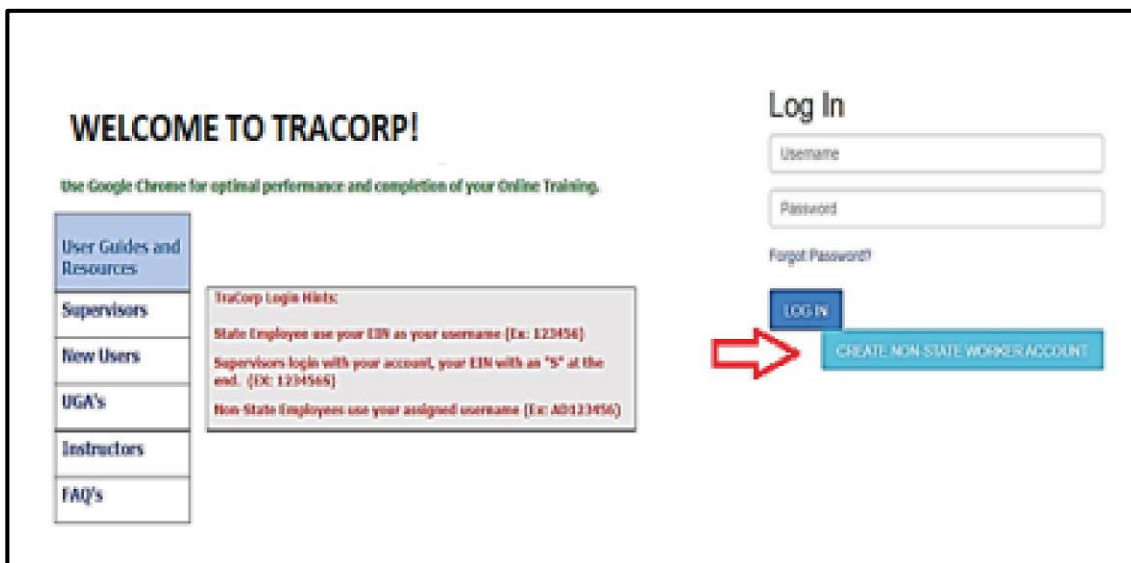 WELCOME TO TRACORP!
Use Google Chrome for optimal performance and completion of your Online Training.
User Guides and
Resources
Supervisors
New Users
UGA's
Instructors
FAQ's
TraCorp Login Hints:
State Employee use your EIN as your username (Ex: 123456)
Supervisors login with your account, your EIN with an "S" at the
end. (EX: 123456S)
Non-State Employees use your assigned username (Ex: AD123456)
Log In
Username
Password
Forgot Password?
LOG IN
CREATE NON-STATE WORKER ACCOUNT